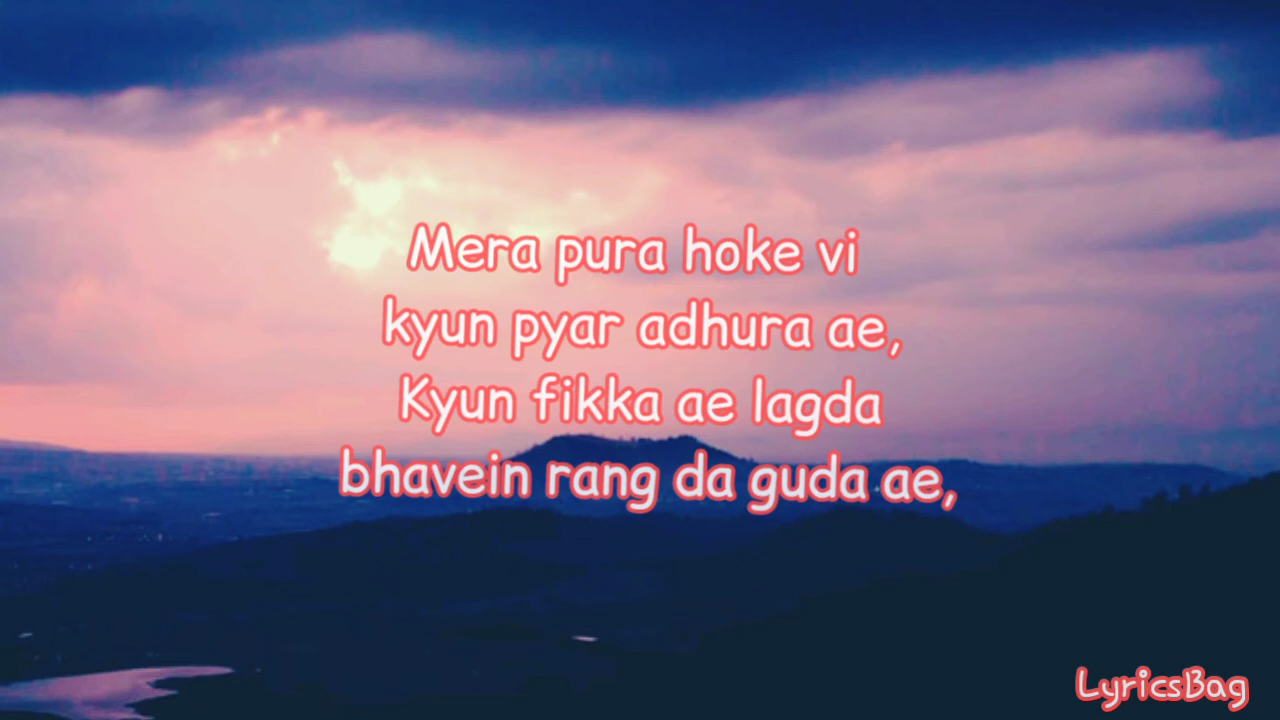 Mera pura hoke vi
kyun pyar adhura ae,
Kyun fikka ae lagda
bhavein rang da guda ae,
LyricsBag